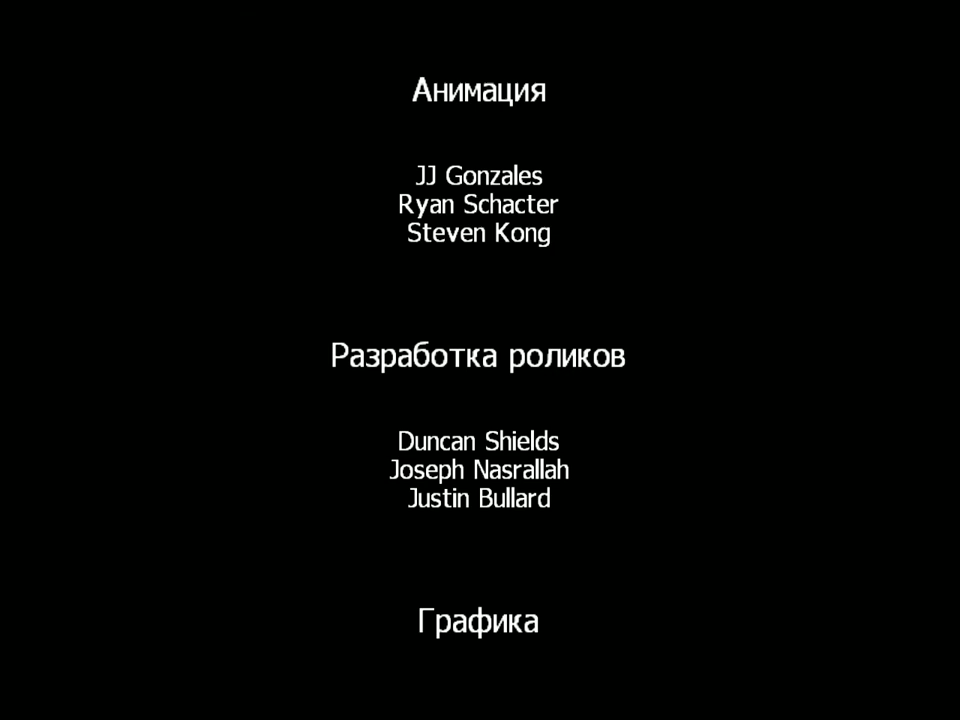 Анимация
JJ Gonzales
Ryan Schacter
Steven Kong
Разработка роликов
Duncan Shields
Joseph Nasrallah
Justin Bullard
Графика